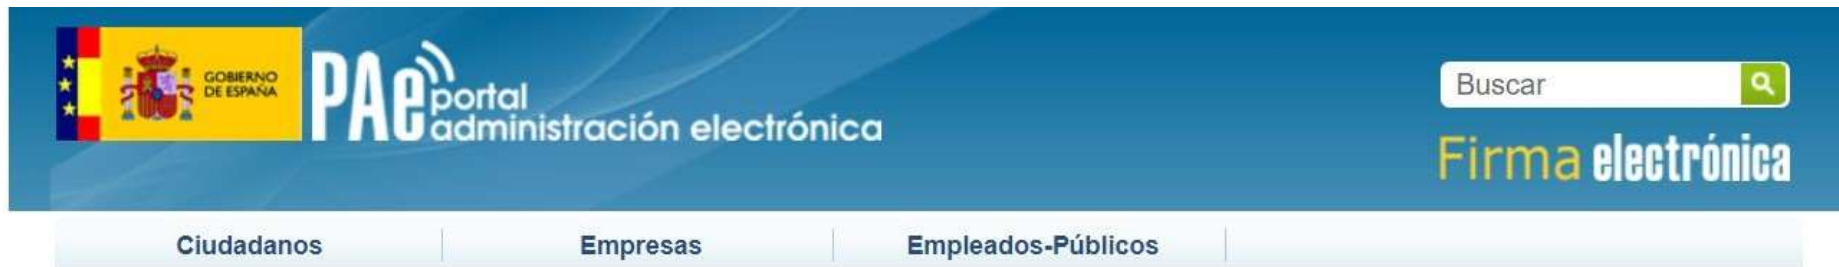 GOBIERNO
DE ESPAÑA
PAe portal
administración electrónica
Buscar
Firma electrónica
Ciudadanos Empresas Empleados-Públicos